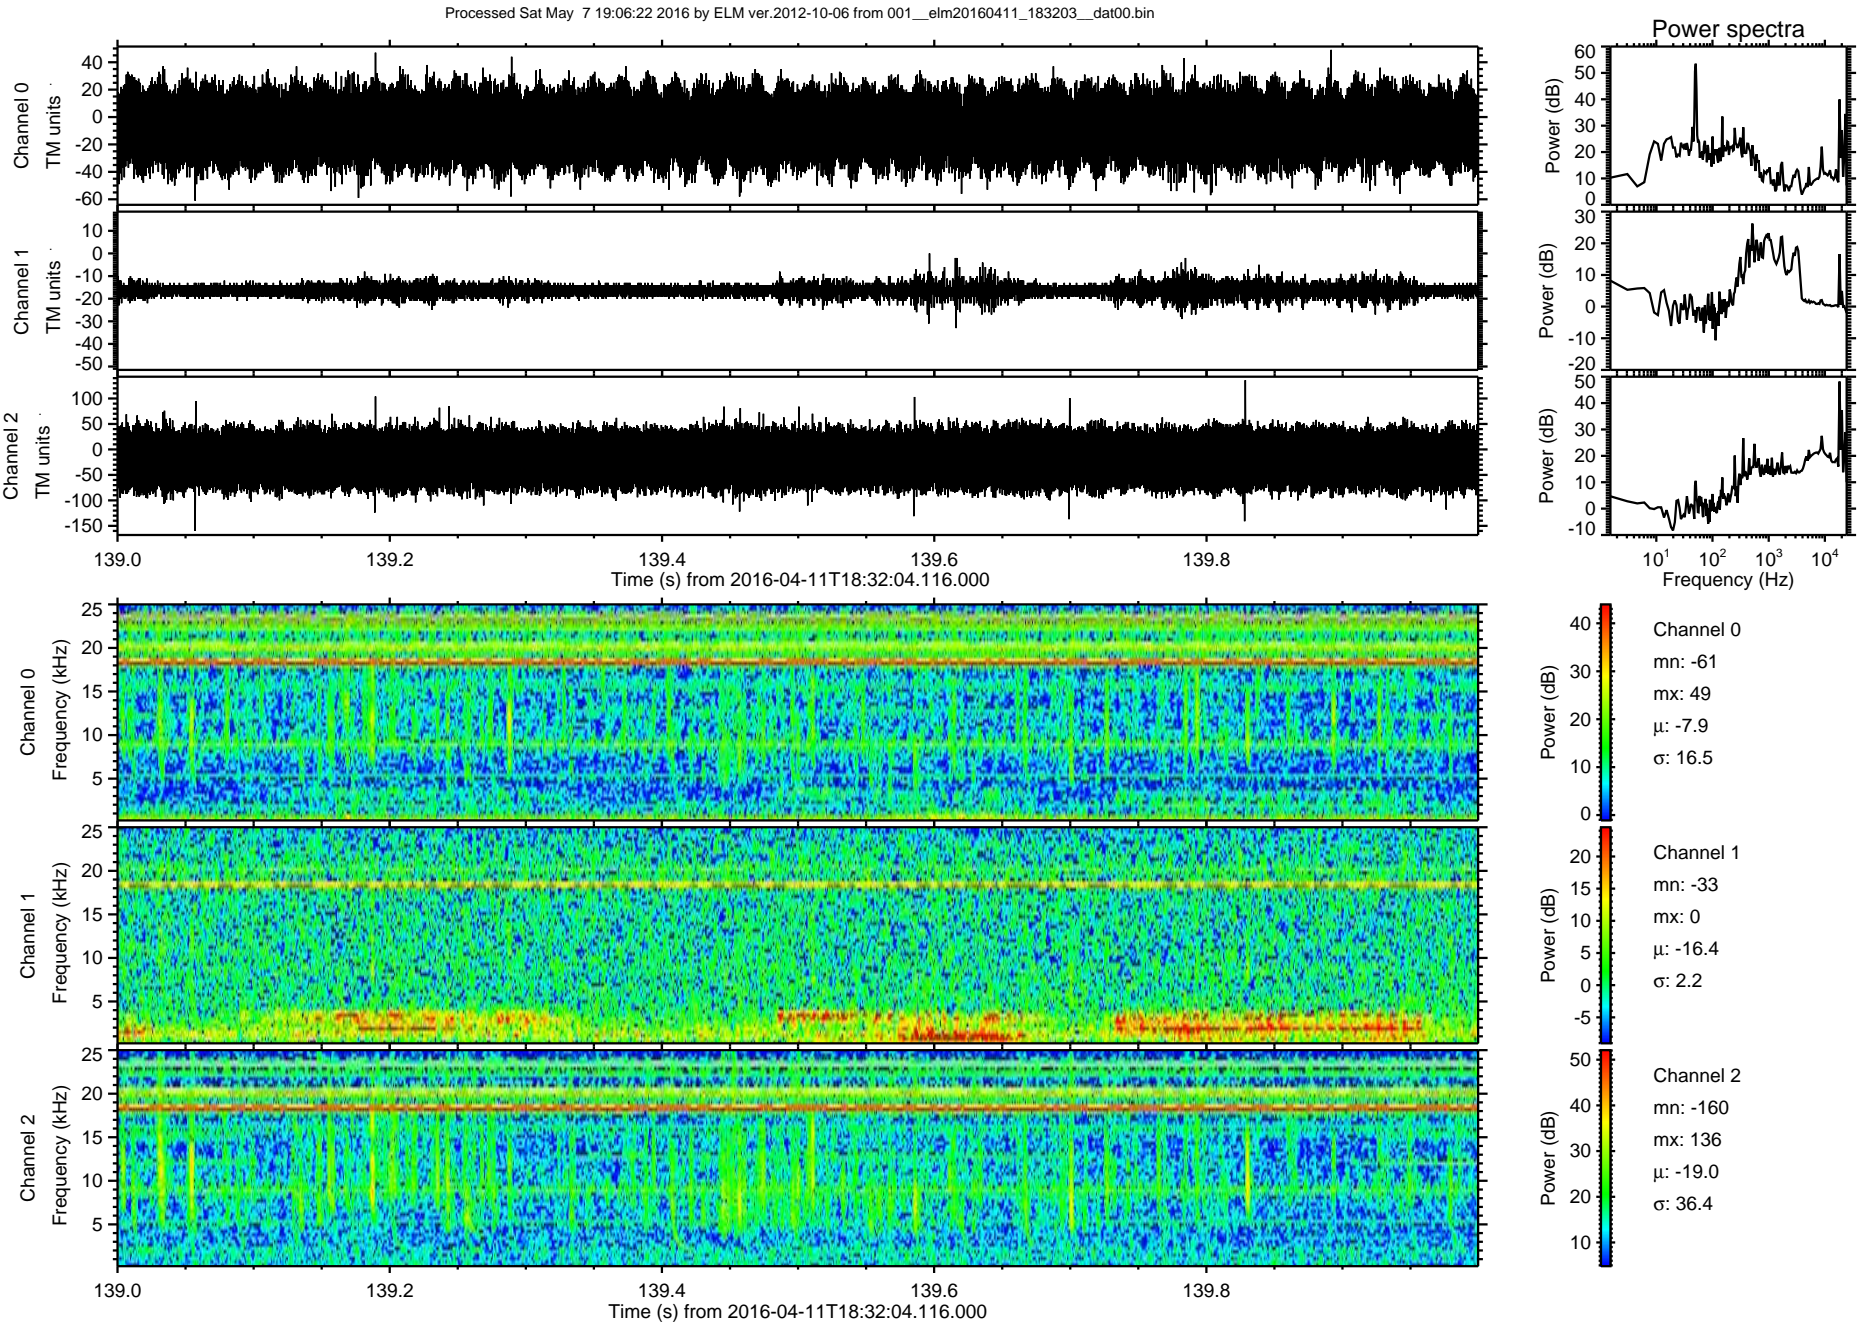 Processed Sat May  7 19:06:22 2016 by ELM ver.2012-10-06 from 001__elm20160411_183203__dat00.bin
Power spectra
Channel 0
TM units
40
20
0
-20
-40
-60
Power (dB)
60
50
40
30
20
10
0
Channel 1
TM units
10
0
-10
-20
-30
-40
-50
Power (dB)
30
20
10
0
-10
-20
Channel 2
TM units
100
50
0
-50
-100
-150
Power (dB)
50
40
30
20
10
0
-10
139.0 139.2 139.4 139.6 139.8
Time (s) from 2016-04-11T18:32:04.116.000
10¹ 10² 10³ 10⁴
Frequency (Hz)
Channel 0
Frequency (kHz)
25
20
15
10
5
Power (dB)
40
30
20
10
0
Channel 0
mn: -61
mx: 49
μ: -7.9
σ: 16.5
Channel 1
Frequency (kHz)
25
20
15
10
5
Power (dB)
20
15
10
5
0
-5
Channel 1
mn: -33
mx: 0
μ: -16.4
σ: 2.2
Channel 2
Frequency (kHz)
25
20
15
10
5
Power (dB)
50
40
30
20
10
Channel 2
mn: -160
mx: 136
μ: -19.0
σ: 36.4
139.0 139.2 139.4 139.6 139.8
Time (s) from 2016-04-11T18:32:04.116.000